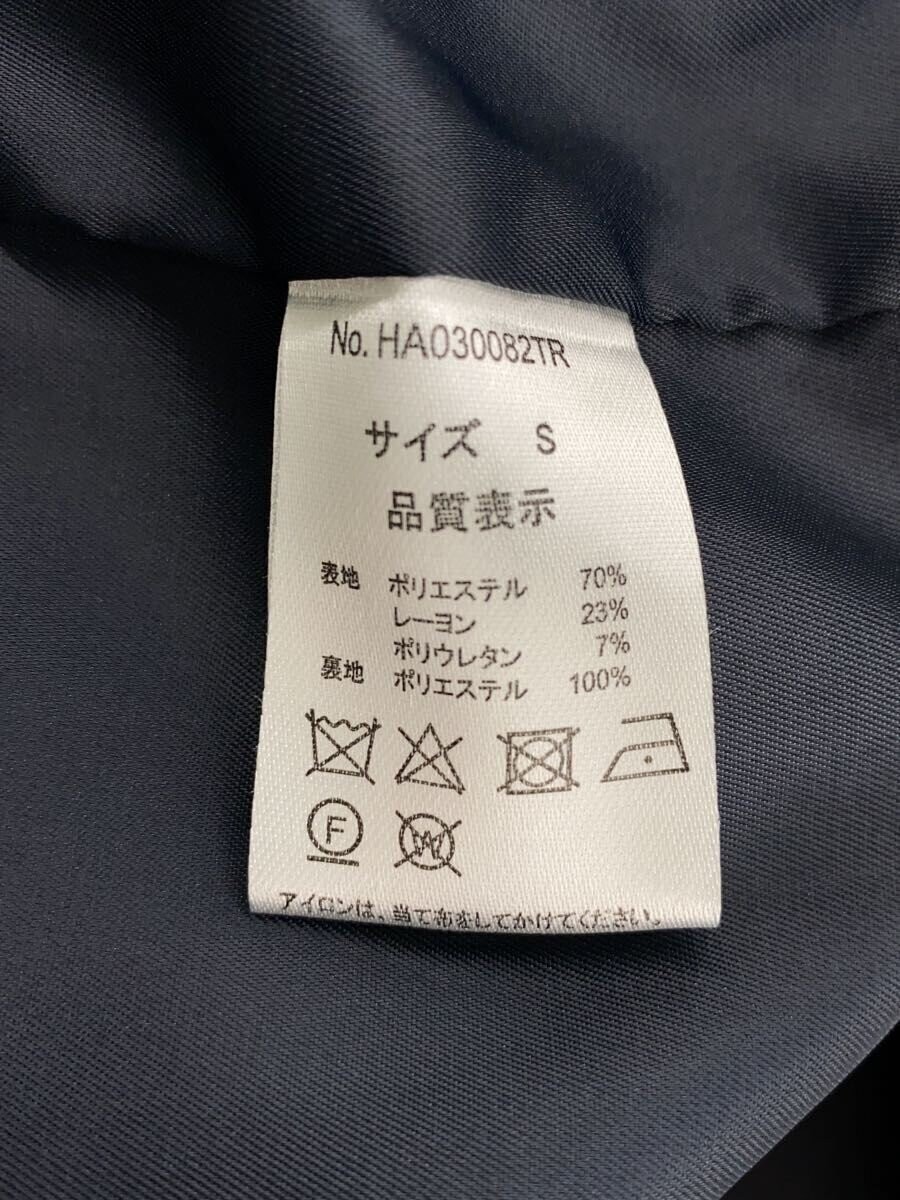 No. HA030082TR
サイズ S
品質表示
表地 ポリエステル 70%
レーヨン 23%
ポリウレタン 7%
裏地 ポリエステル 100%
F W
アイロンは、当て布をしてかけてください。